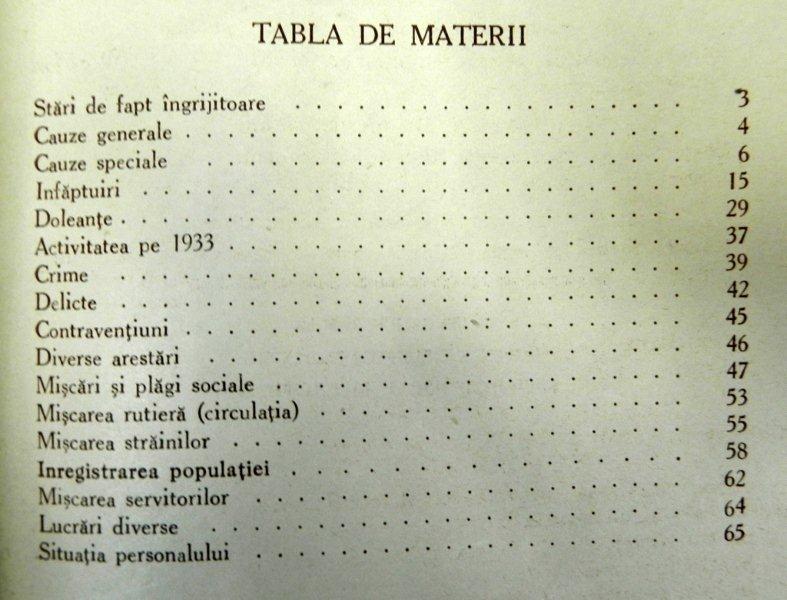 TABLA DE MATERII
Stări de fapt îngrijitoare . . . . . . . . . . . . . . . . . . 3
Cauze generale . . . . . . . . . . . . . . . . . . . . . . . 4
Cauze speciale . . . . . . . . . . . . . . . . . . . . . . 6
Infăptuiri . . . . . . . . . . . . . . . . . . . . . . . . . 15
Doleanțe . . . . . . . . . . . . . . . . . . . . . . . . . . 29
Activitatea pe 1933 . . . . . . . . . . . . . . . . . . . . . 37
Crime . . . . . . . . . . . . . . . . . . . . . . . . . . 39
Delicte . . . . . . . . . . . . . . . . . . . . . . . . . . 42
Contravențiuni . . . . . . . . . . . . . . . . . . . . . . . 45
Diverse arestări . . . . . . . . . . . . . . . . . . . . . . 46
Mișcări și plăgi sociale . . . . . . . . . . . . . . . . . . . 47
Mișcarea rutieră (circulația) . . . . . . . . . . . . . . . . . 53
Mișcarea străinilor . . . . . . . . . . . . . . . . . . . . . 55
Inregistrarea populației . . . . . . . . . . . . . . . . . . 58
Mișcarea servitorilor . . . . . . . . . . . . . . . . . . . . 62
Lucrări diverse . . . . . . . . . . . . . . . . . . . . . . 64
Situația personalului . . . . . . . . . . . . . . . . . . . . 65